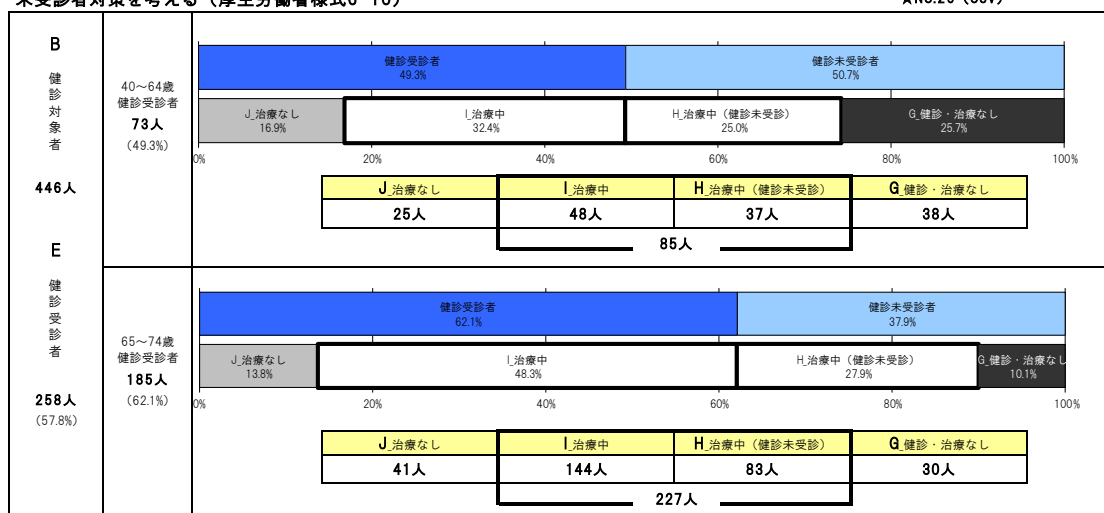 B
健診対象者
446人
E
健診受診者
258人
(57.8%)
40～64歳
健診受診者
73人
(49.3%)
健診受診者
49.3%
健診未受診者
50.7%
J_治療なし
16.9%
I_治療中
32.4%
H_治療中（健診未受診）
25.0%
G_健診・治療なし
25.7%
0% 20% 40% 60% 80% 100%
J_治療なし I_治療中 H_治療中（健診未受診） G_健診・治療なし
25人 48人 37人 38人
85人
65～74歳
健診受診者
185人
(62.1%)
健診受診者
62.1%
健診未受診者
37.9%
J_治療なし
13.8%
I_治療中
48.3%
H_治療中（健診未受診）
27.9%
G_健診・治療なし
10.1%
0% 20% 40% 60% 80% 100%
J_治療なし I_治療中 H_治療中（健診未受診） G_健診・治療なし
41人 144人 83人 30人
227人